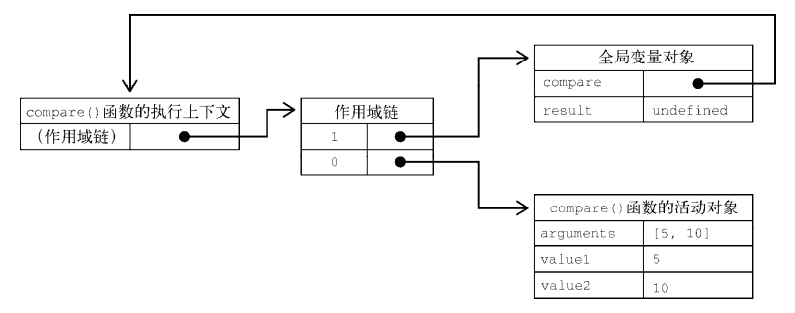 compare()函数的执行上下文
(作用域链)
作用域链
1
0
全局变量对象
compare
result undefined
compare()函数的活动对象
arguments [5, 10]
value1 5
value2 10